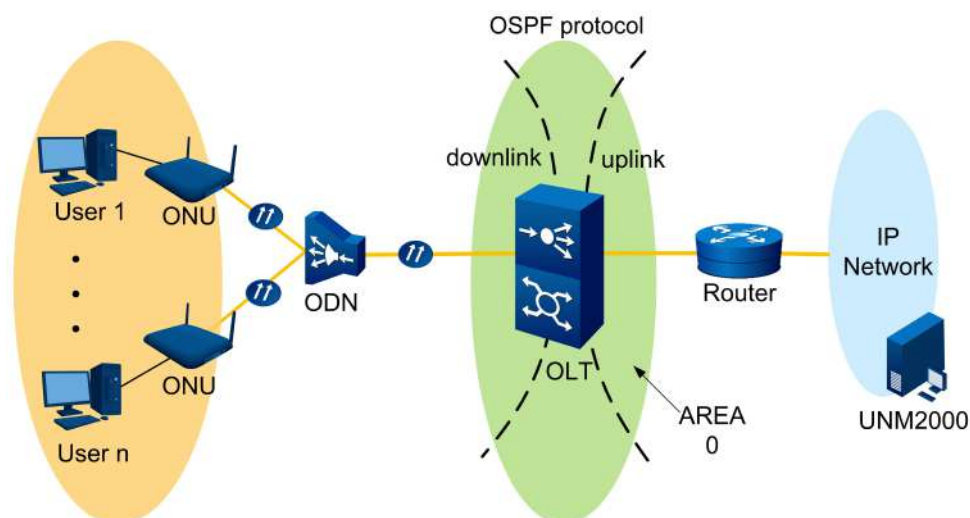 OSPF protocol
downlink
uplink
User 1
ONU
ODN
Router
IP
Network
ONU
OLT
User n
AREA
0
UNM2000